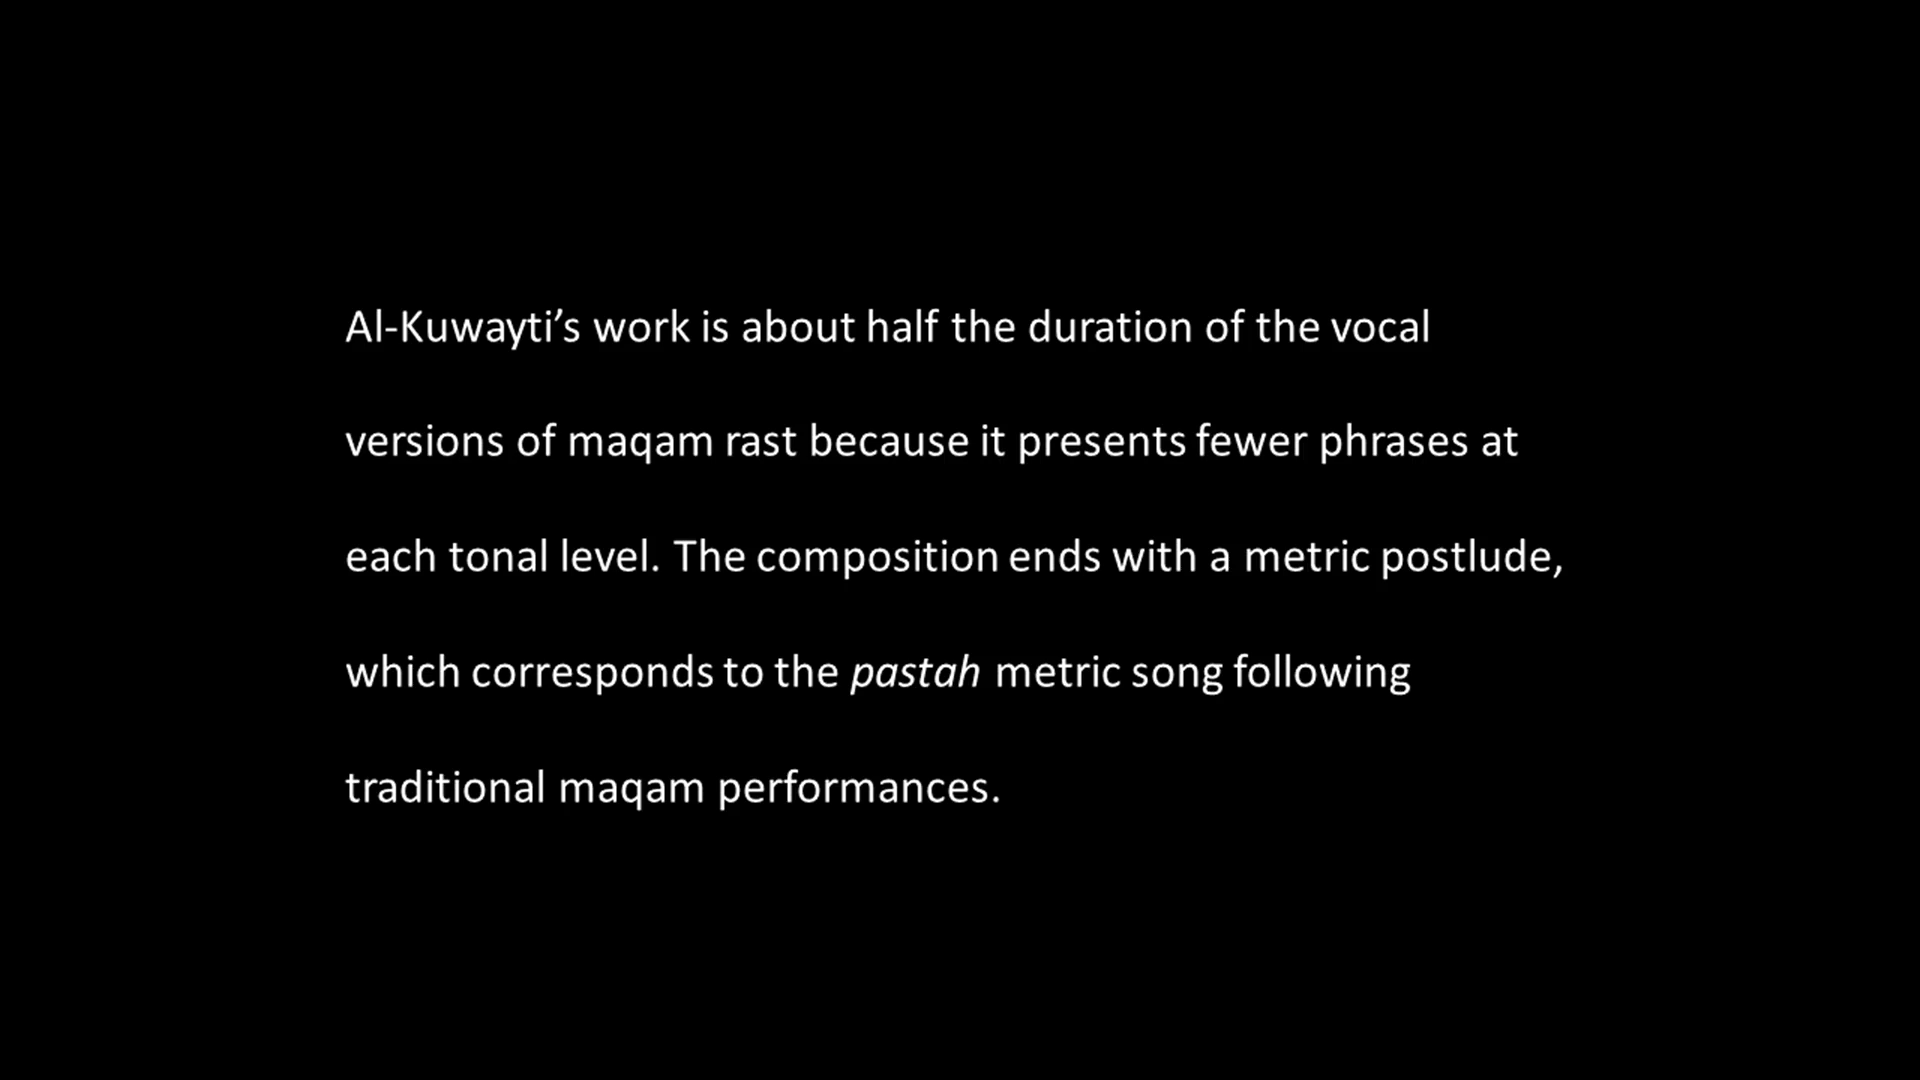 Al-Kuwayti’s work is about half the duration of the vocal
versions of maqam rast because it presents fewer phrases at
each tonal level. The composition ends with a metric postlude,
which corresponds to the pastah metric song following
traditional maqam performances.